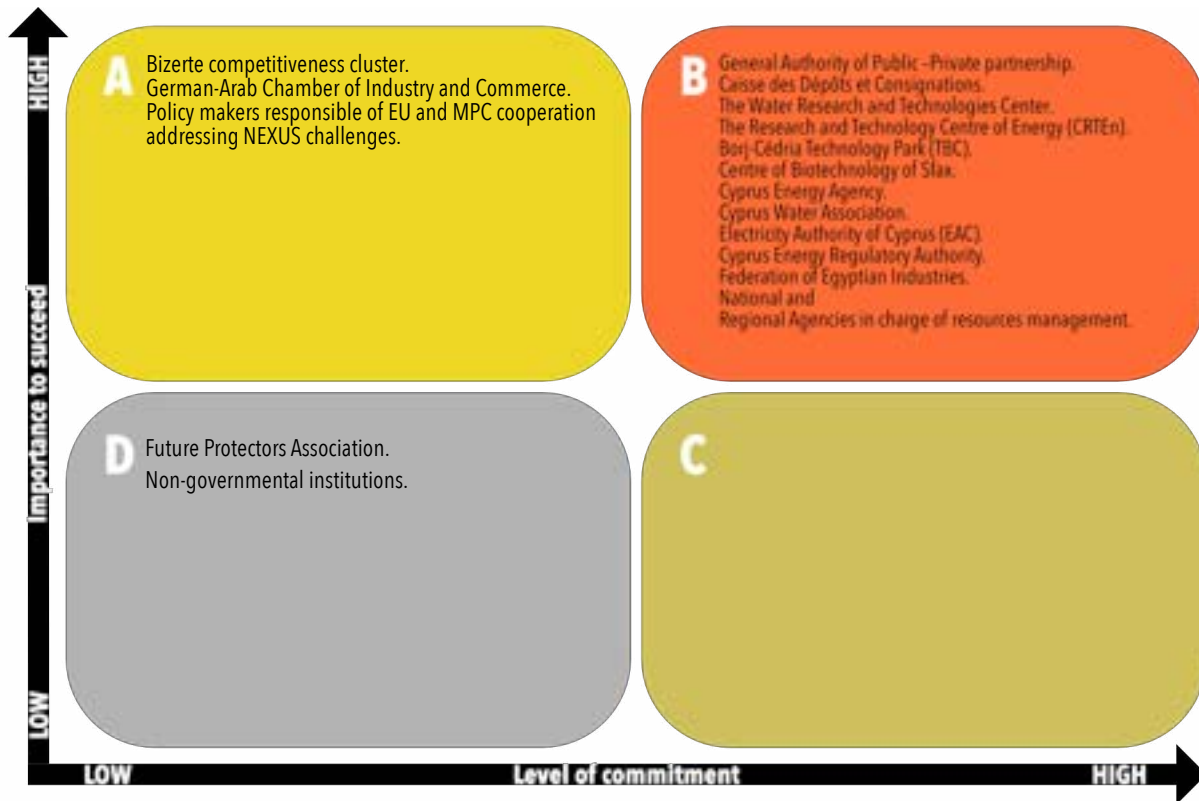 HIGH
Importance to succeed
LOW
A
Bizerte competitiveness cluster.
German-Arab Chamber of Industry and Commerce.
Policy makers responsible of EU and MPC cooperation
addressing NEXUS challenges.
B
General Authority of Public –Private partnership.
Caisse des Dépôts et Consignations.
The Water Research and Technologies Center.
The Research and Technology Centre of Energy (CRTEn).
Borj-Cédria Technology Park (TBC).
Centre of Biotechnology of Sfax.
Cyprus Energy Agency.
Cyprus Water Association.
Electricity Authority of Cyprus (EAC).
Cyprus Energy Regulatory Authority.
Federation of Egyptian Industries.
National and
Regional Agencies in charge of resources management.
D
Future Protectors Association.
Non-governmental institutions.
C
LOW
Level of commitment
HIGH